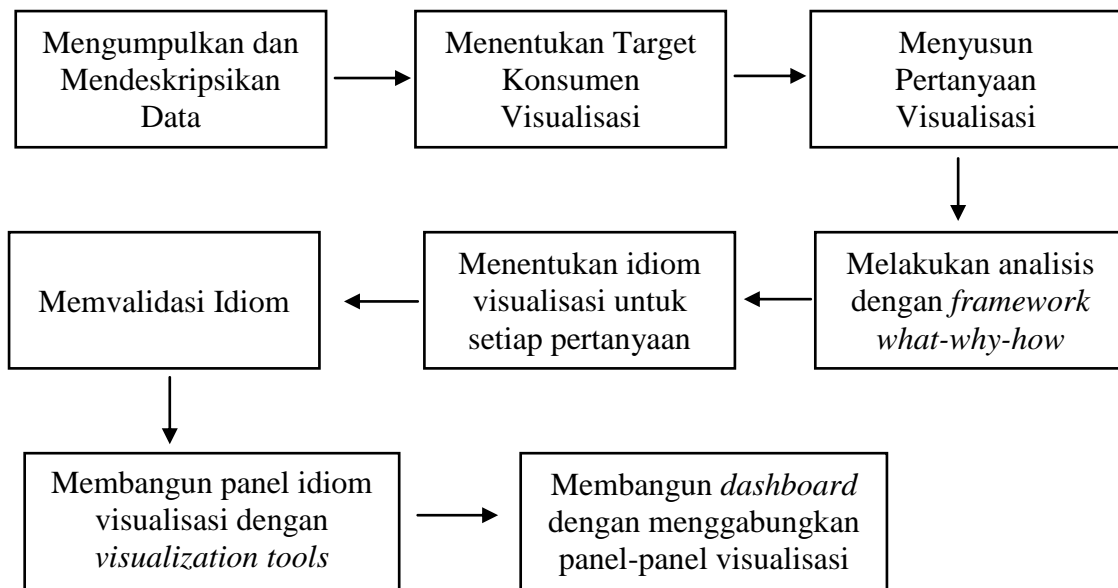 Mengumpulkan dan
Mendeskripsikan
Data
Menentukan Target
Konsumen
Visualisasi
Menyusun
Pertanyaan
Visualisasi
Melakukan analisis
dengan framework
what-why-how
Menentukan idiom
visualisasi untuk
setiap pertanyaan
Memvalidasi Idiom
Membangun panel idiom
visualisasi dengan
visualization tools
Membangun dashboard
dengan menggabungkan
panel-panel visualisasi